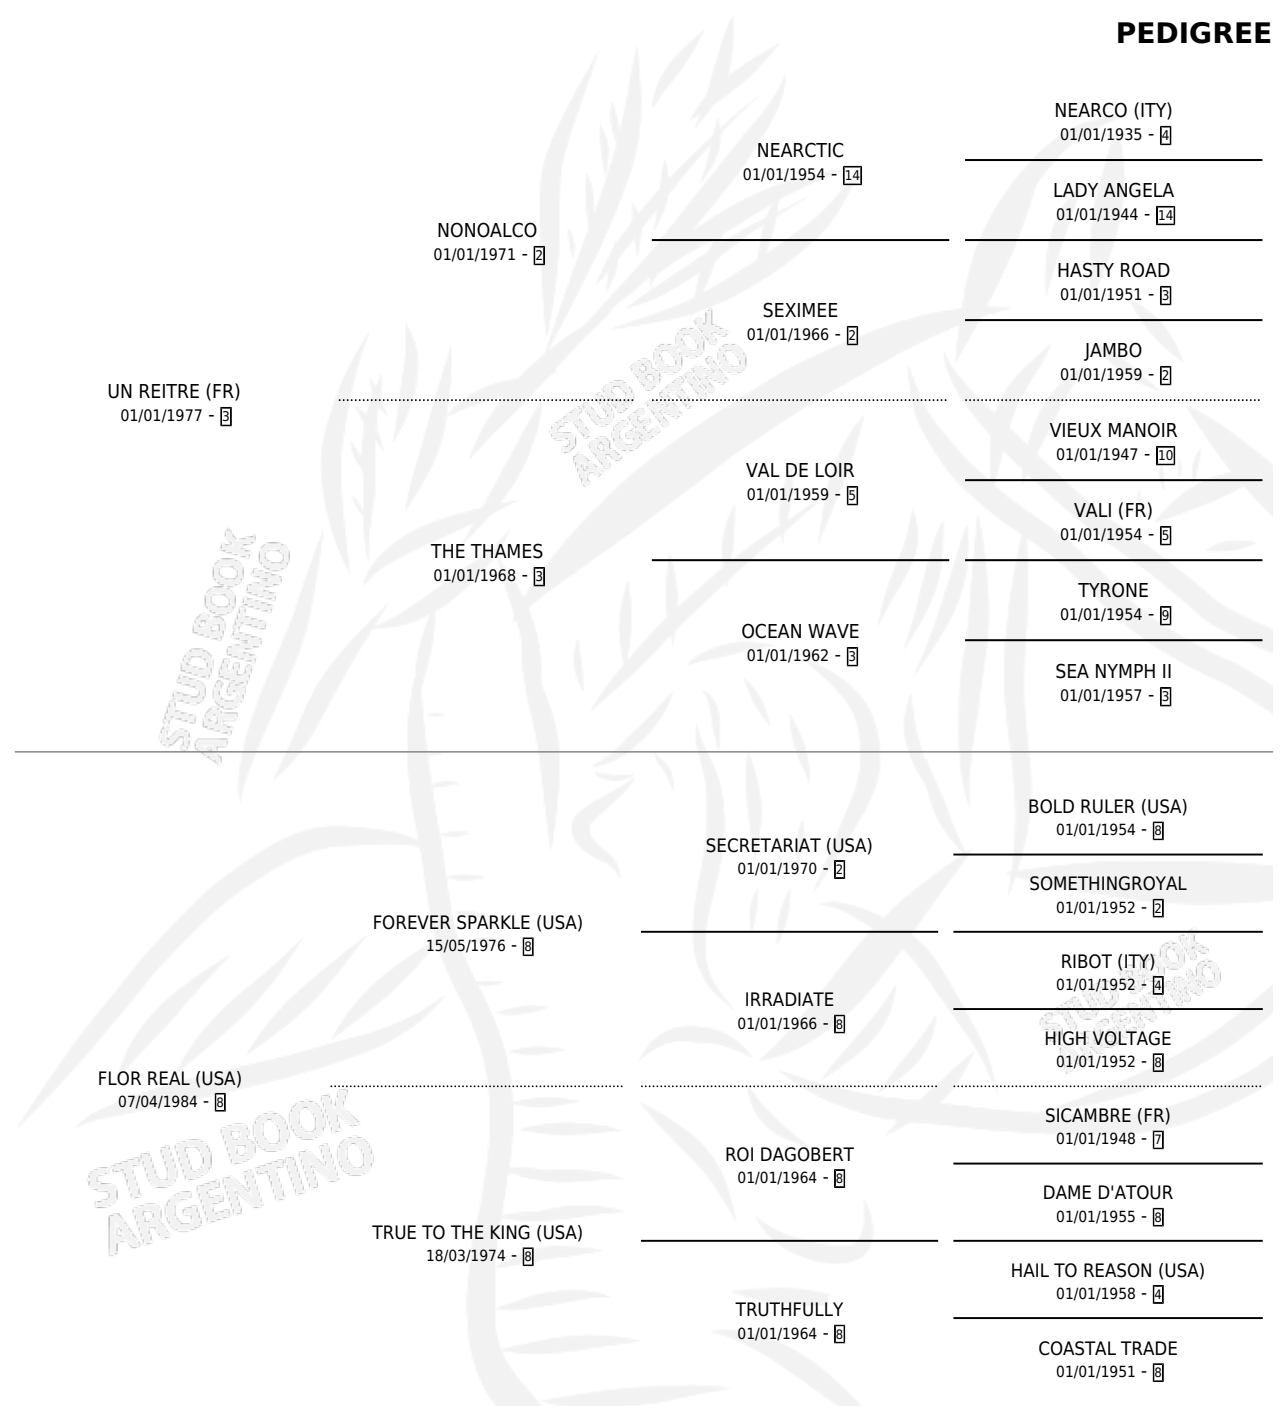 PEDIGREE
NEARCO (ITY)
01/01/1935 - 4
NEARCTIC
01/01/1954 - 14
LADY ANGELA
01/01/1944 - 14
NONOALCO
01/01/1971 - 2
HASTY ROAD
01/01/1951 - 3
SEXIMEE
01/01/1966 - 2
JAMBO
01/01/1959 - 2
UN REITRE (FR)
01/01/1977 - 3
VIEUX MANOIR
01/01/1947 - 10
VAL DE LOIR
01/01/1959 - 5
VALI (FR)
01/01/1954 - 5
THE THAMES
01/01/1968 - 3
TYRONE
01/01/1954 - 9
OCEAN WAVE
01/01/1962 - 3
SEA NYMPH II
01/01/1957 - 3
BOLD RULER (USA)
01/01/1954 - 8
SECRETARIAT (USA)
01/01/1970 - 2
SOMETHINGROYAL
01/01/1952 - 2
FOREVER SPARKLE (USA)
15/05/1976 - 8
RIBOT (ITY)
01/01/1952 - 4
IRRADIATE
01/01/1966 - 8
HIGH VOLTAGE
01/01/1952 - 8
FLOR REAL (USA)
07/04/1984 - 8
SICAMBRE (FR)
01/01/1948 - 7
ROI DAGOBERT
01/01/1964 - 8
DAME D'ATOUR
01/01/1955 - 8
TRUE TO THE KING (USA)
18/03/1974 - 8
HAIL TO REASON (USA)
01/01/1958 - 4
TRUTHFULLY
01/01/1964 - 8
COASTAL TRADE
01/01/1951 - 8
STUD BOOK
ARGENTINO
STUD BOOK
ARGENTINO
STUD BOOK
ARGENTINO
STUD BOOK
ARGENTINO